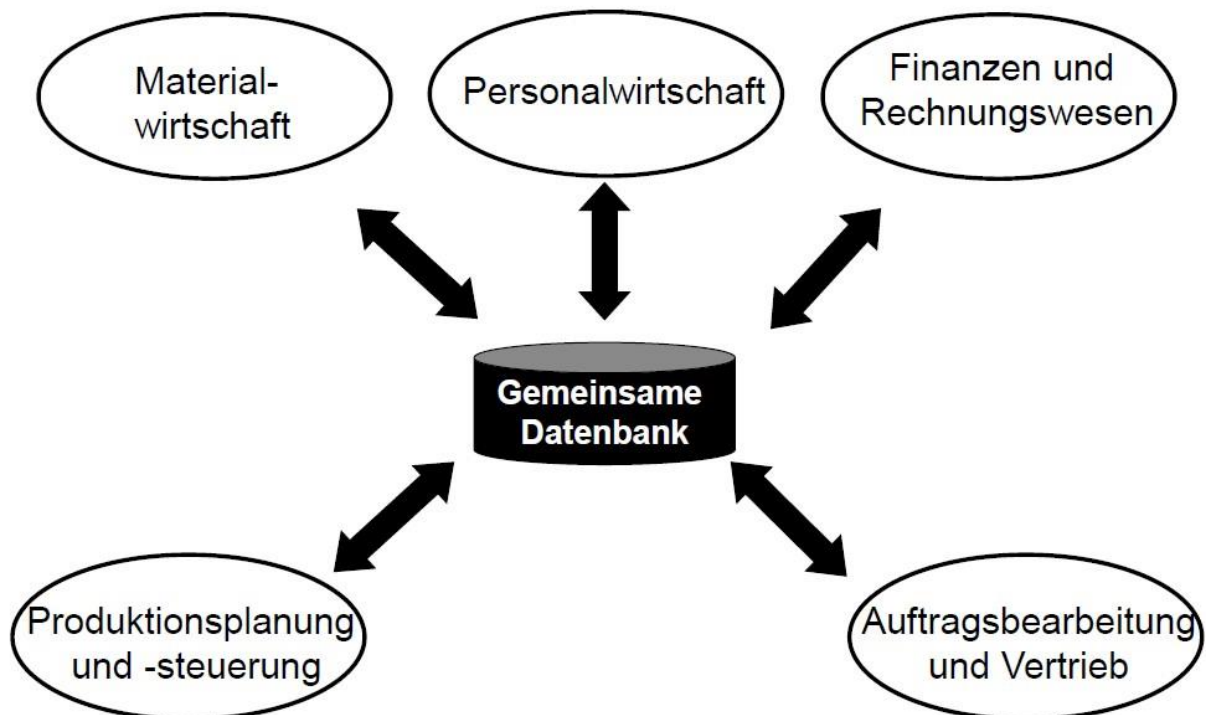 Material-
wirtschaft
Personalwirtschaft
Finanzen und
Rechnungswesen
Gemeinsame
Datenbank
Produktionsplanung
und -steuerung
Auftragsbearbeitung
und Vertrieb